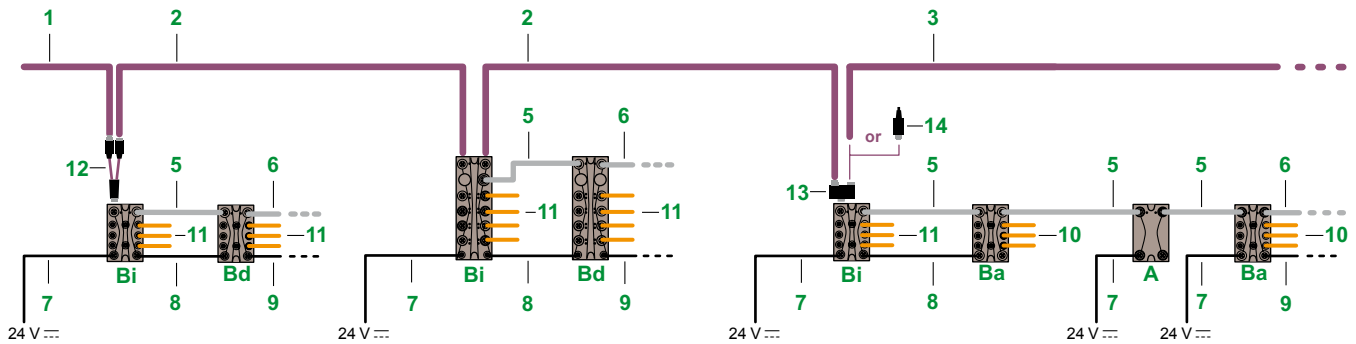 1 2 2 3
5 6 or 14
12 5 6 5 5 5 6
13
11 11 11 11 11 10 10
Bi Bd Bi Bd Bi Ba A Ba
7 8 9 7 8 9 7 8 7 7 9
24 V ⎓ 24 V ⎓ 24 V ⎓ 24 V ⎓ 24 V ⎓